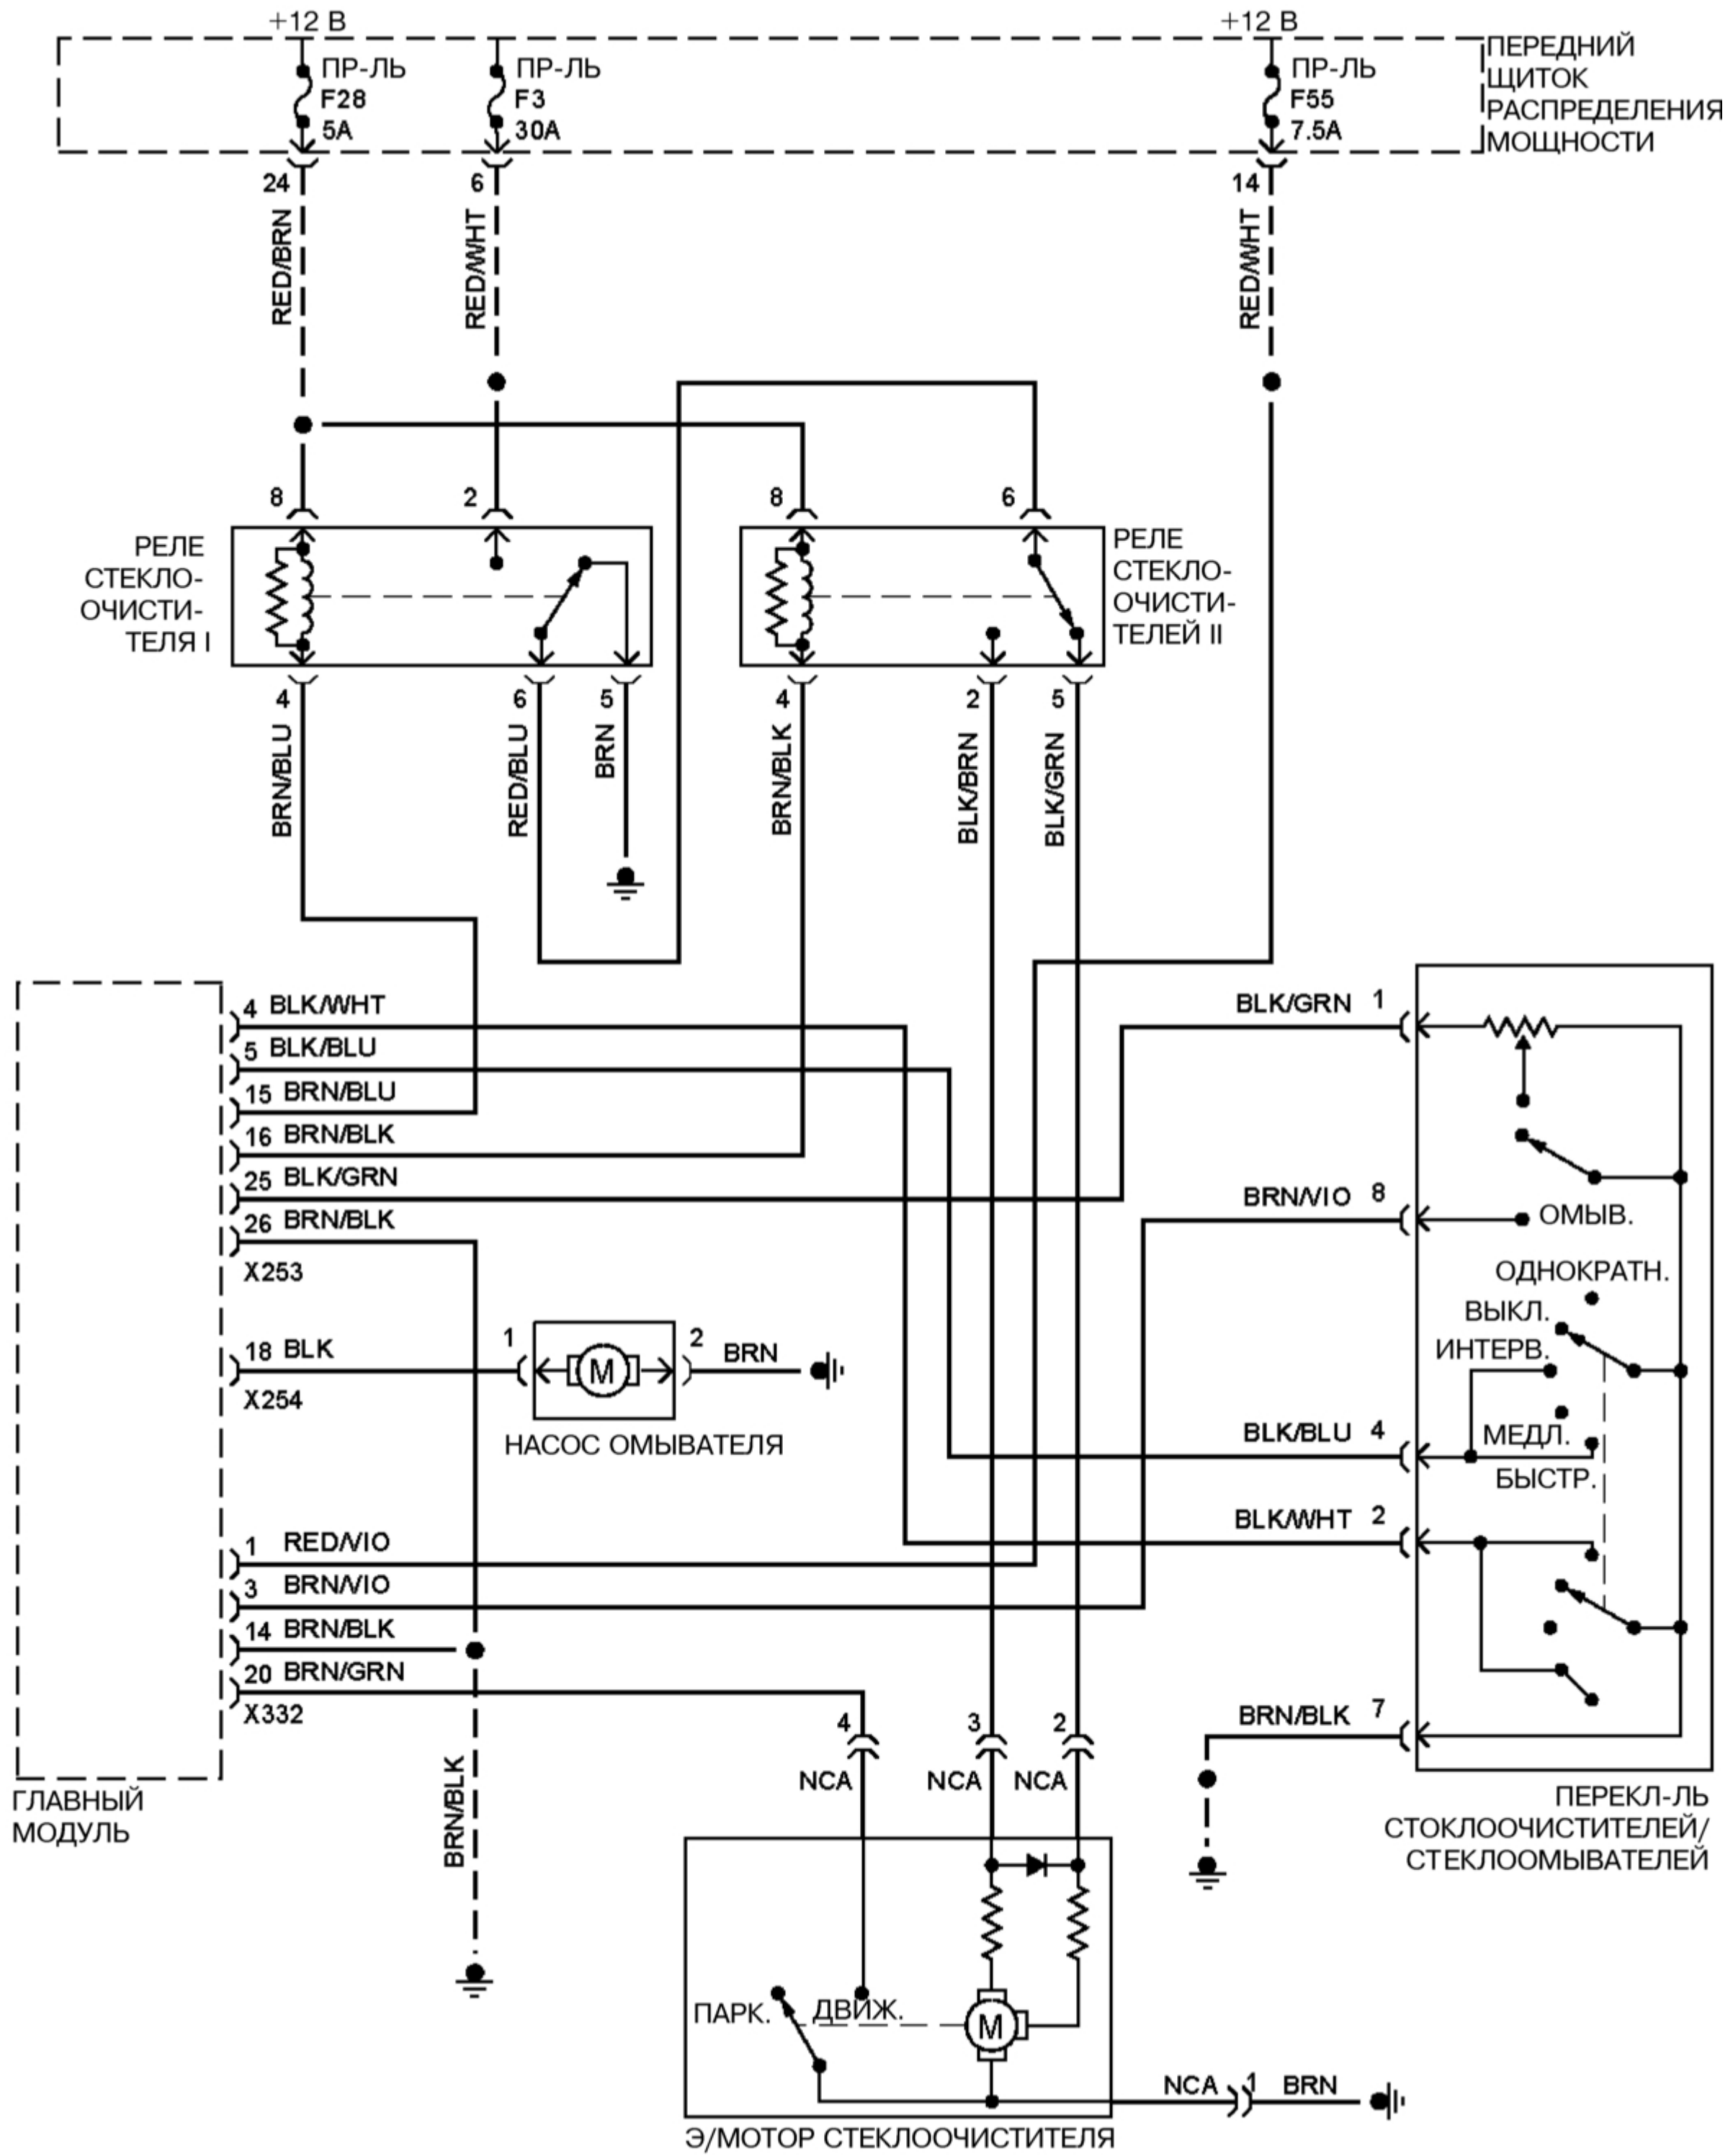 +12 В
+12 В
ПР-ЛЬ
F28
5A
ПР-ЛЬ
F3
30A
ПР-ЛЬ
F55
7.5A
ПЕРЕДНИЙ
ЩИТОК
РАСПРЕДЕЛЕНИЯ
МОЩНОСТИ
24
6
14
RED/BRN
RED/WHT
RED/WHT
8
2
8
6
РЕЛЕ
СТЕКЛО-
ОЧИСТИ-
ТЕЛЯ I
РЕЛЕ
СТЕКЛО-
ОЧИСТИ-
ТЕЛЕЙ II
4
6
5
4
2
5
BRN/BLU
RED/BLU
BRN
BRN/BLK
BLK/BRN
BLK/GRN
4 BLK/WHT
5 BLK/BLU
15 BRN/BLU
16 BRN/BLK
25 BLK/GRN
26 BRN/BLK
X253
18 BLK
X254
1 RED/VIO
3 BRN/VIO
14 BRN/BLK
20 BRN/GRN
X332
ГЛАВНЫЙ
МОДУЛЬ
BRN/BLK
1
M
2
BRN
НАСОС ОМЫВАТЕЛЯ
BLK/GRN 1
BRN/VIO 8
BLK/BLU 4
BLK/WHT 2
BRN/BLK 7
ОМЫВ.
ОДНОКРАТН.
ВЫКЛ.
ИНТЕРВ.
МЕДЛ.
БЫСТР.
ПЕРЕКЛ-ЛЬ
СТОКЛООЧИСТИТЕЛЕЙ/
СТЕКЛООМЫВАТЕЛЕЙ
4
3
2
NCA
NCA
NCA
ПАРК.
ДВИЖ.
M
NCA 1 BRN
Э/МОТОР СТЕКЛООЧИСТИТЕЛЯ